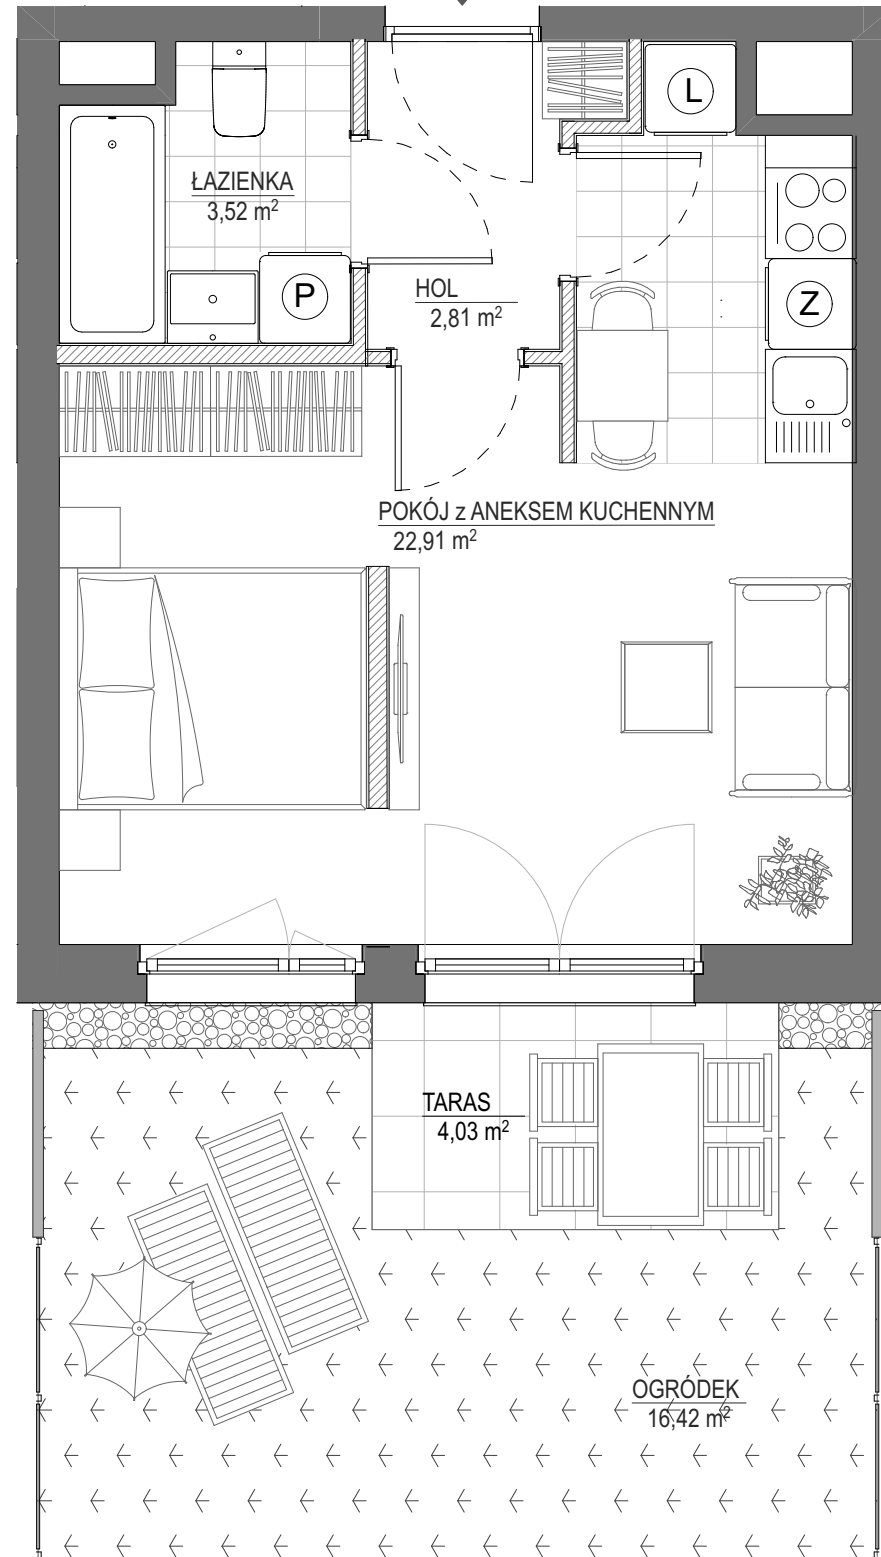 L
ŁAZIENKA
3,52 m²
P
HOL
2,81 m²
Z
POKÓJ z ANEKSEM KUCHENNYM
22,91 m²
TARAS
4,03 m²
OGRÓDEK
16,42 m²